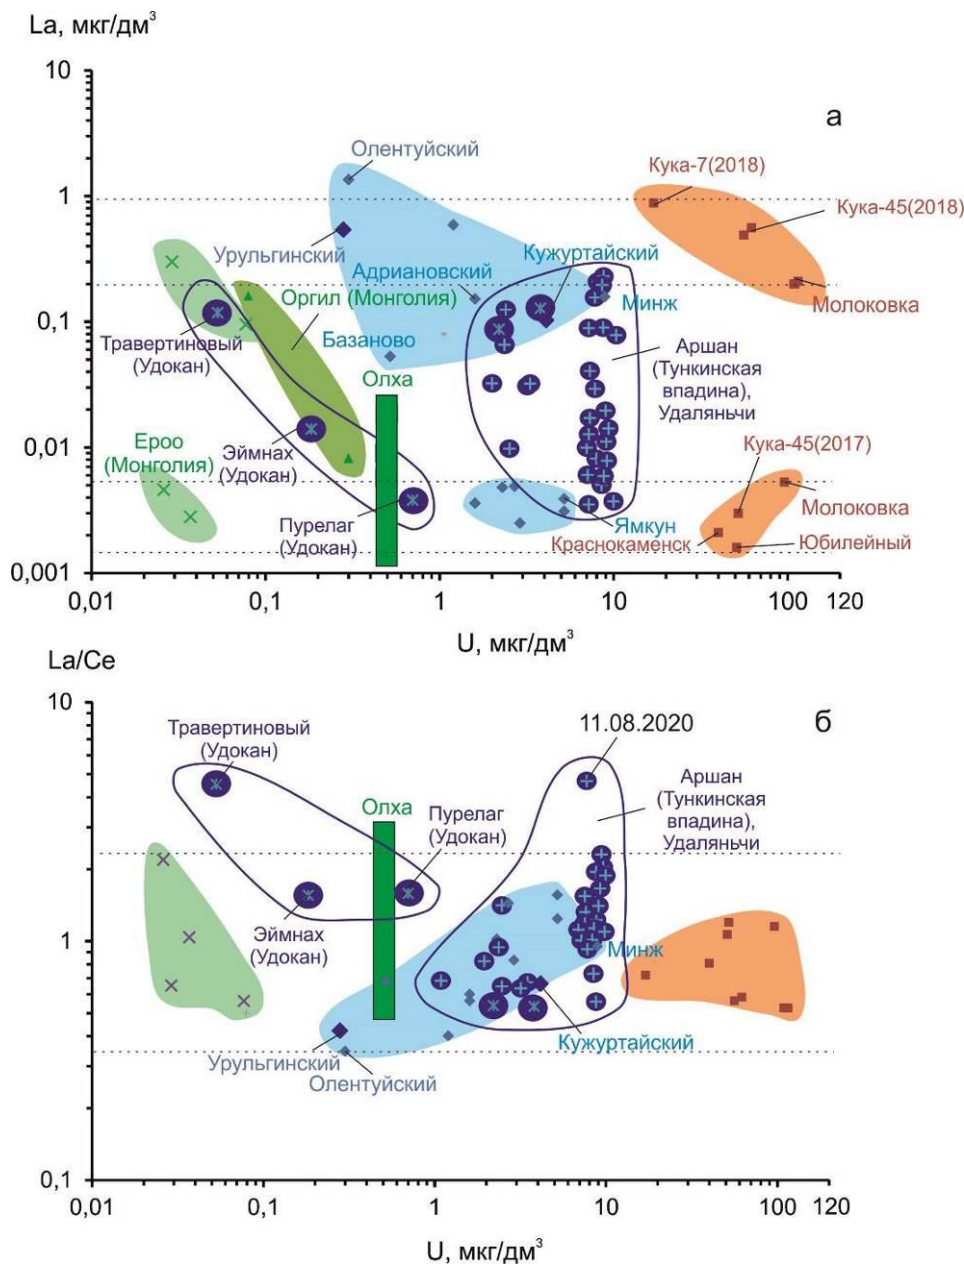 La, мкг/дм³
10
а
Олентуйский
Кука-7(2018)
1
Кука-45(2018)
Урульгинский
Кужуртайский
Адриановский
Оргил (Монголия)
Минж
Молоковка
0,1
Травертиновый
(Удокан)
Базаново
Аршан
(Тункинская
впадина),
Удаляньчи
Олха
Ероо
(Монголия)
Эймнах
(Удокан)
Кука-45(2017)
0,01
Пурелаг
(Удокан)
Ямкун
Молоковка
Краснокаменск
Юбилейный
0,001
0,01
0,1
1
10
100
120
U, мкг/дм³
La/Ce
10
б
Травертиновый
(Удокан)
11.08.2020
Аршан
(Тункинская
впадина),
Удаляньчи
Олха
Пурелаг
(Удокан)
Эймнах
(Удокан)
1
Минж
Урульгинский
Кужуртайский
Олентуйский
0,1
0,01
0,1
1
10
100
120
U, мкг/дм³